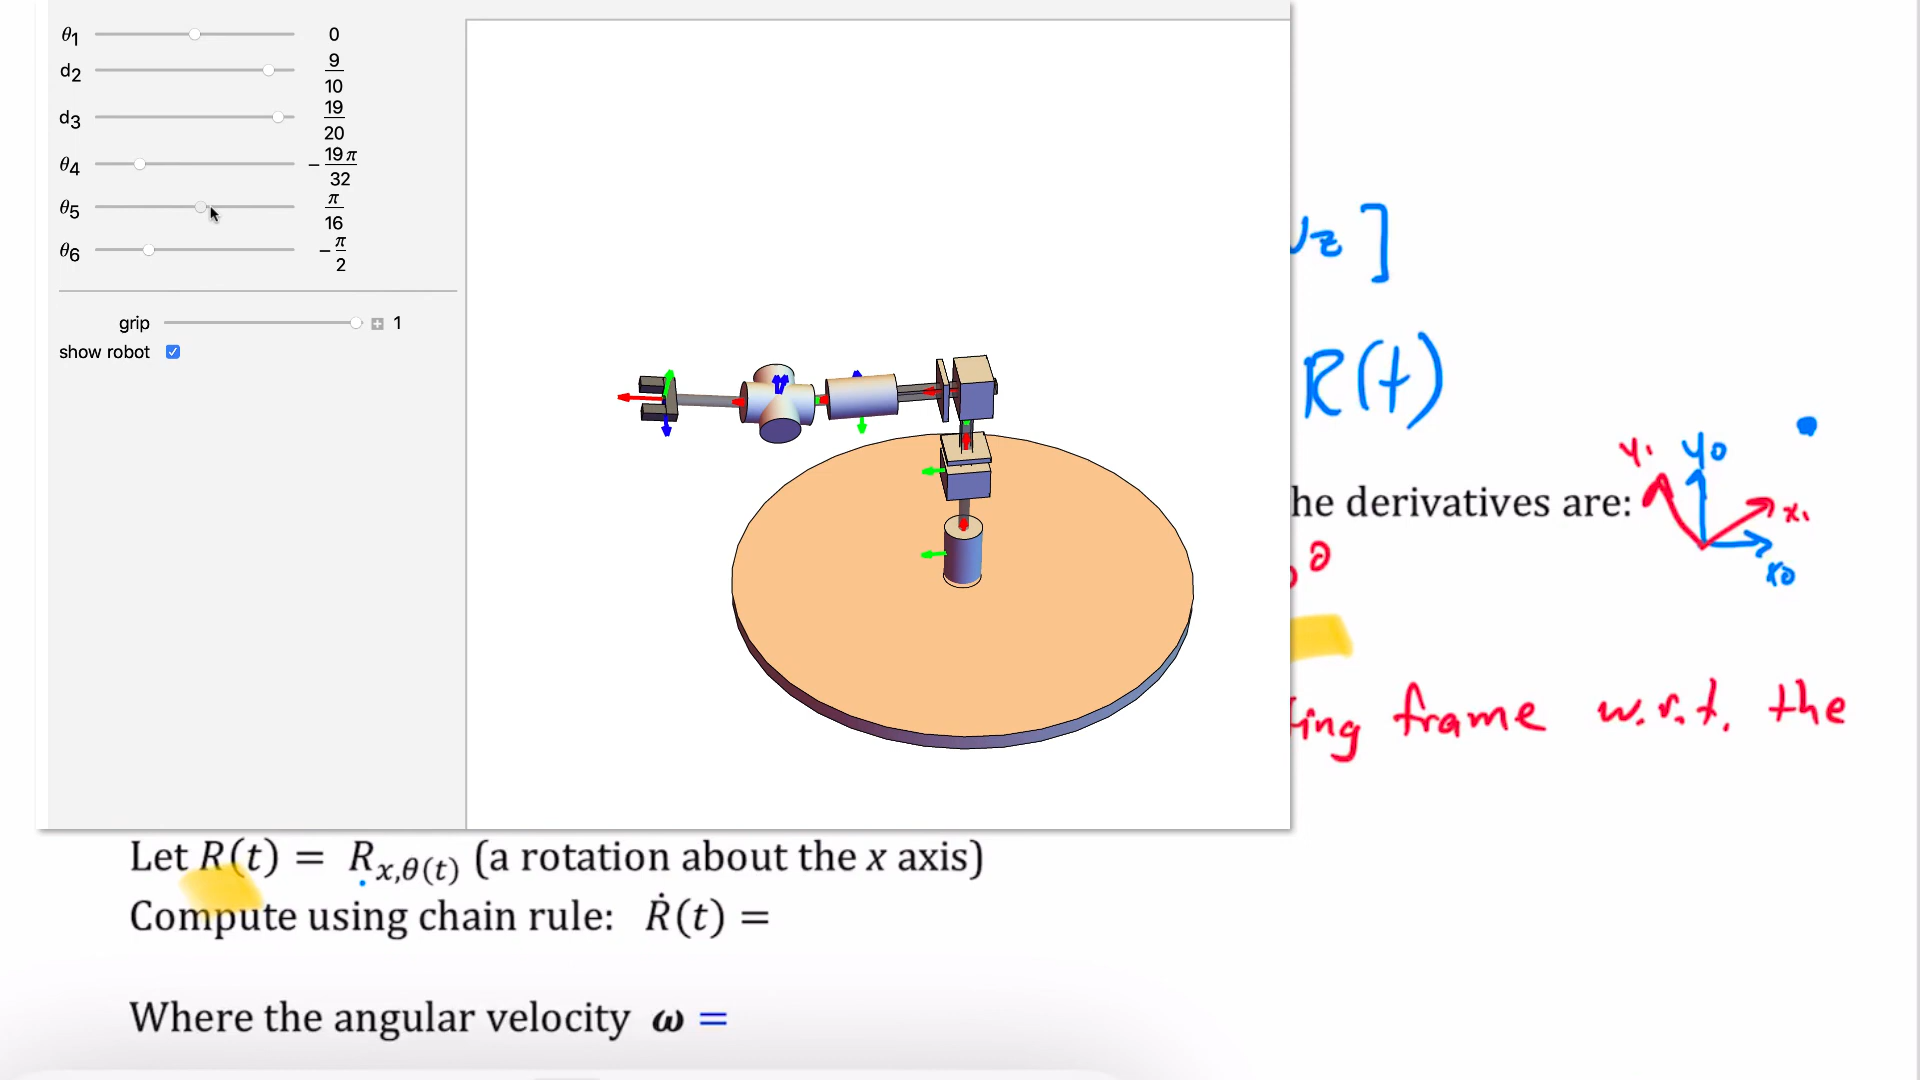 θ1 0
d2 9/10
d3 19/20
θ4 −19π/32
θ5 π/16
θ6 −π/2
grip 1
show robot
z ]
R(t)
y1 y0
he derivatives are:
x1
x0
frame w.r.t. the
Let R(t) = Rx,θ(t) (a rotation about the x axis)
Compute using chain rule: Ṙ(t) =
Where the angular velocity ω =